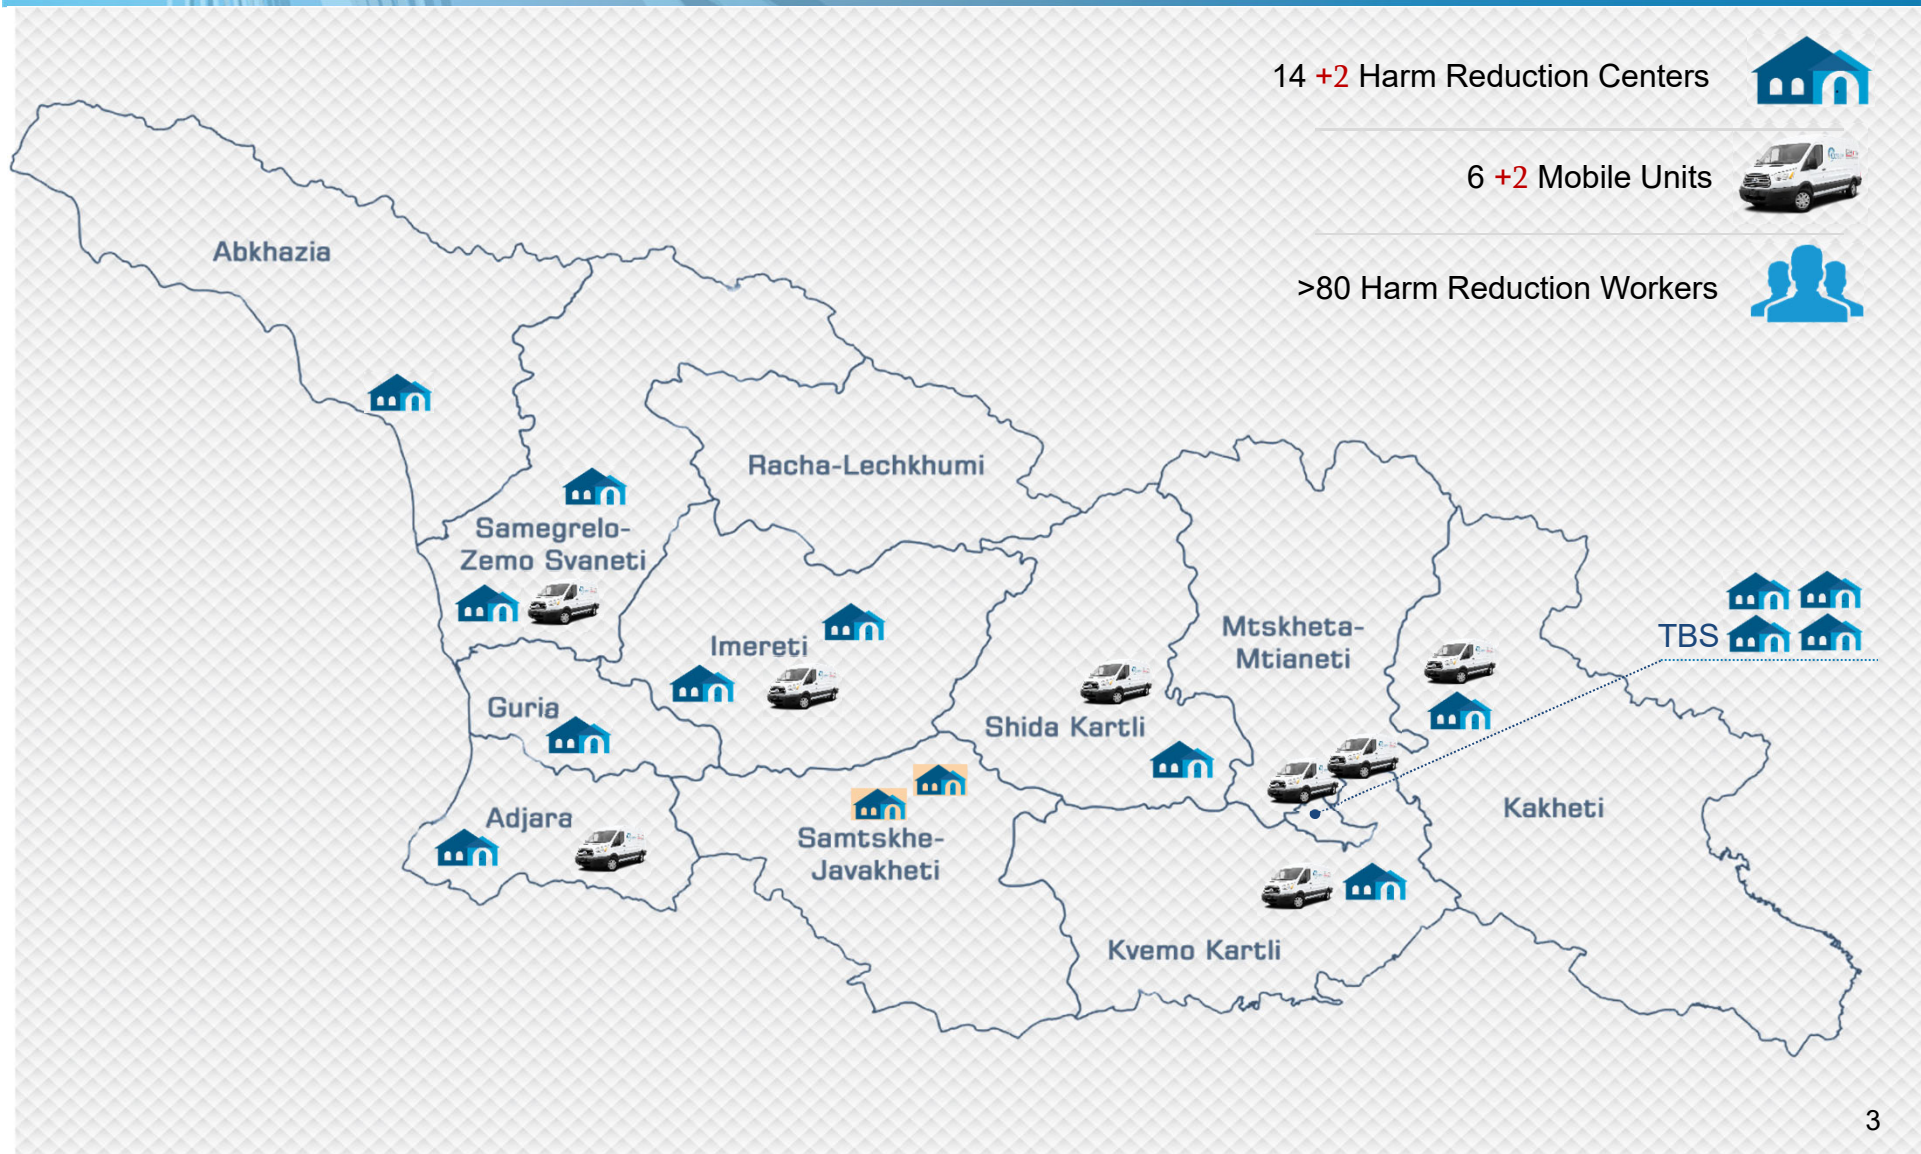 14 +2 Harm Reduction Centers
6 +2 Mobile Units
>80 Harm Reduction Workers
Abkhazia
Racha-Lechkhumi
Samegrelo-
Zemo Svaneti
Imereti
Mtskheta-
Mtianeti
TBS
Guria
Shida Kartli
Kakheti
Adjara
Samtskhe-
Javakheti
Kvemo Kartli
3